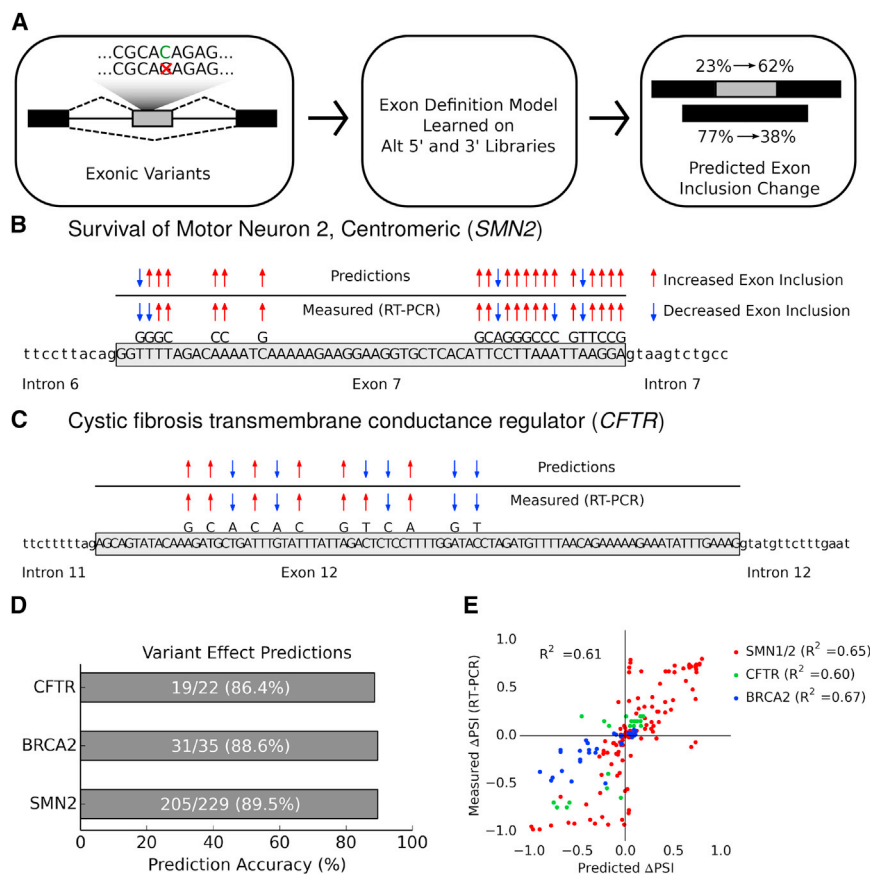 A
...CGCACAGAG...
...CGCA AGAG...
Exonic Variants
Exon Definition Model
Learned on
Alt 5' and 3' Libraries
23%→62%
77%→38%
Predicted Exon
Inclusion Change
B Survival of Motor Neuron 2, Centromeric (SMN2)
Predictions
Increased Exon Inclusion
Measured (RT-PCR)
Decreased Exon Inclusion
GGGC CC G GCAGGGCCC GTTCCG
ttccttacagGGTTTTAGACAAAATCAAAAAGAAGGAAGGTGCTCACATTCCTTAAATTAAGGAgtaagtctgcc
Intron 6 Exon 7 Intron 7
C Cystic fibrosis transmembrane conductance regulator (CFTR)
Predictions
Measured (RT-PCR)
G C A C A C G T C A G T
ttctttttagAGCAGTATACAAAGATGCTGATTTGTATTTATTAGACTCTCCTTTTGGATACCTAGATGTTTTAACAGAAAAAGAAATATTTGAAAGgtatgttctttgaat
Intron 11 Exon 12 Intron 12
D
Variant Effect Predictions
CFTR 19/22 (86.4%)
BRCA2 31/35 (88.6%)
SMN2 205/229 (89.5%)
0 20 40 60 80 100
Prediction Accuracy (%)
E
Measured ΔPSI (RT-PCR)
1.0
0.5
0.0
−0.5
−1.0
R² =0.61
SMN1/2 (R² =0.65)
CFTR (R² =0.60)
BRCA2 (R² =0.67)
−1.0 −0.5 0.0 0.5 1.0
Predicted ΔPSI